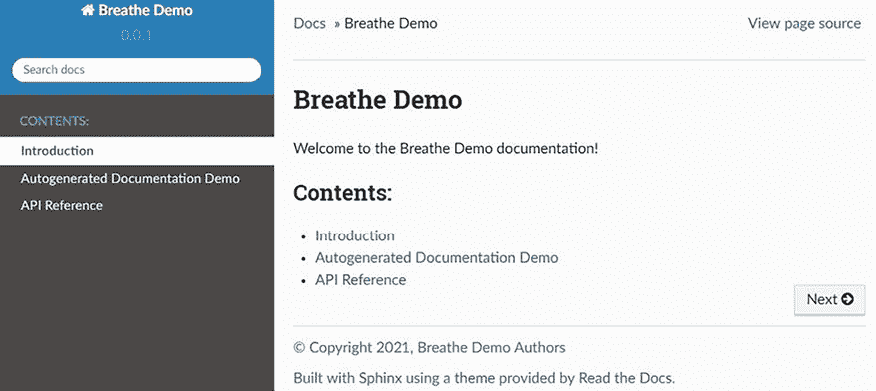 Breathe Demo
0.0.1
Search docs
CONTENTS:
Introduction
Autogenerated Documentation Demo
API Reference
Docs » Breathe Demo
View page source
Breathe Demo
Welcome to the Breathe Demo documentation!
Contents:
• Introduction
• Autogenerated Documentation Demo
• API Reference
Next
© Copyright 2021, Breathe Demo Authors
Built with Sphinx using a theme provided by Read the Docs.